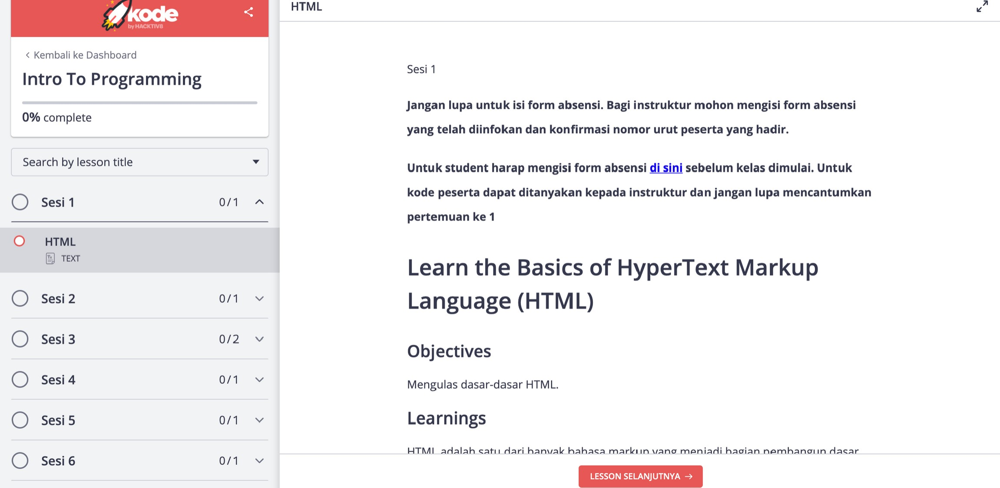 kode
by HACKTIV8
Kembali ke Dashboard
Intro To Programming
0% complete
Search by lesson title
Sesi 1 0/1
HTML
TEXT
Sesi 2 0/1
Sesi 3 0/2
Sesi 4 0/1
Sesi 5 0/1
Sesi 6 0/1
HTML
Sesi 1
Jangan lupa untuk isi form absensi. Bagi instruktur mohon mengisi form absensi
yang telah diinfokan dan konfirmasi nomor urut peserta yang hadir.
Untuk student harap mengisi form absensi di sini sebelum kelas dimulai. Untuk
kode peserta dapat ditanyakan kepada instruktur dan jangan lupa mencantumkan
pertemuan ke 1
Learn the Basics of HyperText Markup
Language (HTML)
Objectives
Mengulas dasar-dasar HTML.
Learnings
HTML adalah satu dari banyak bahasa markup yang menjadi bagian pembangun dasar
LESSON SELANJUTNYA →